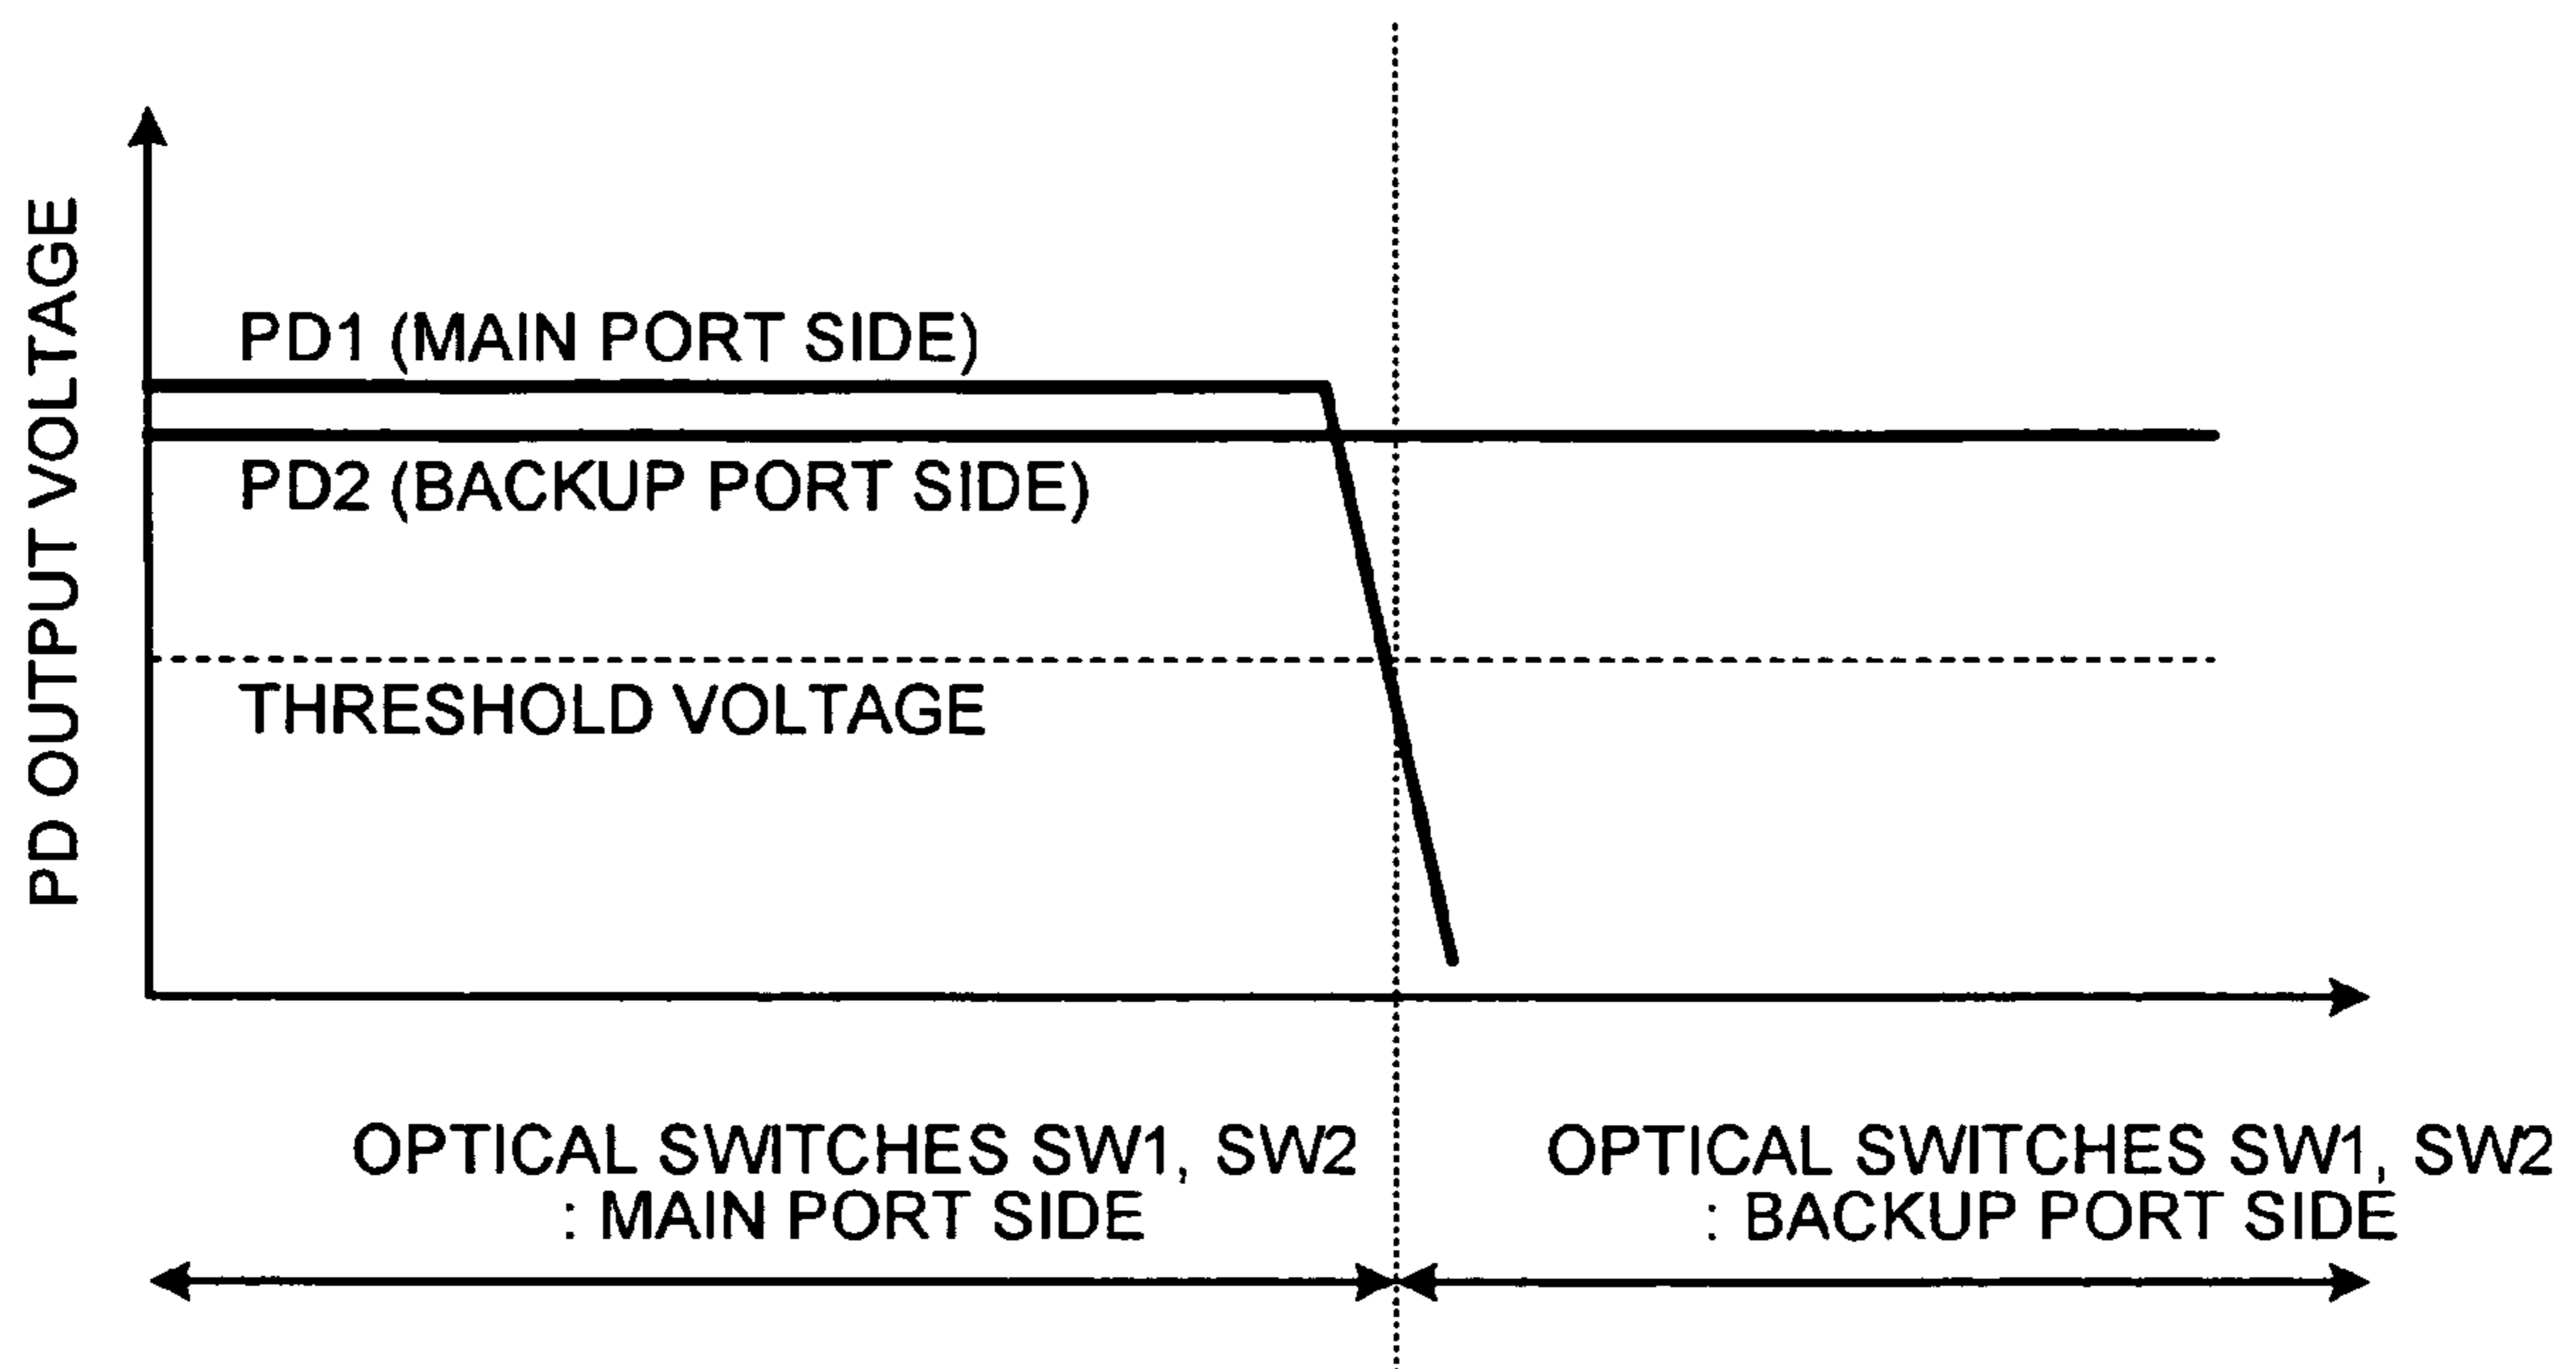 PD OUTPUT VOLTAGE
PD1 (MAIN PORT SIDE)
PD2 (BACKUP PORT SIDE)
THRESHOLD VOLTAGE
OPTICAL SWITCHES SW1, SW2
: MAIN PORT SIDE
OPTICAL SWITCHES SW1, SW2
: BACKUP PORT SIDE